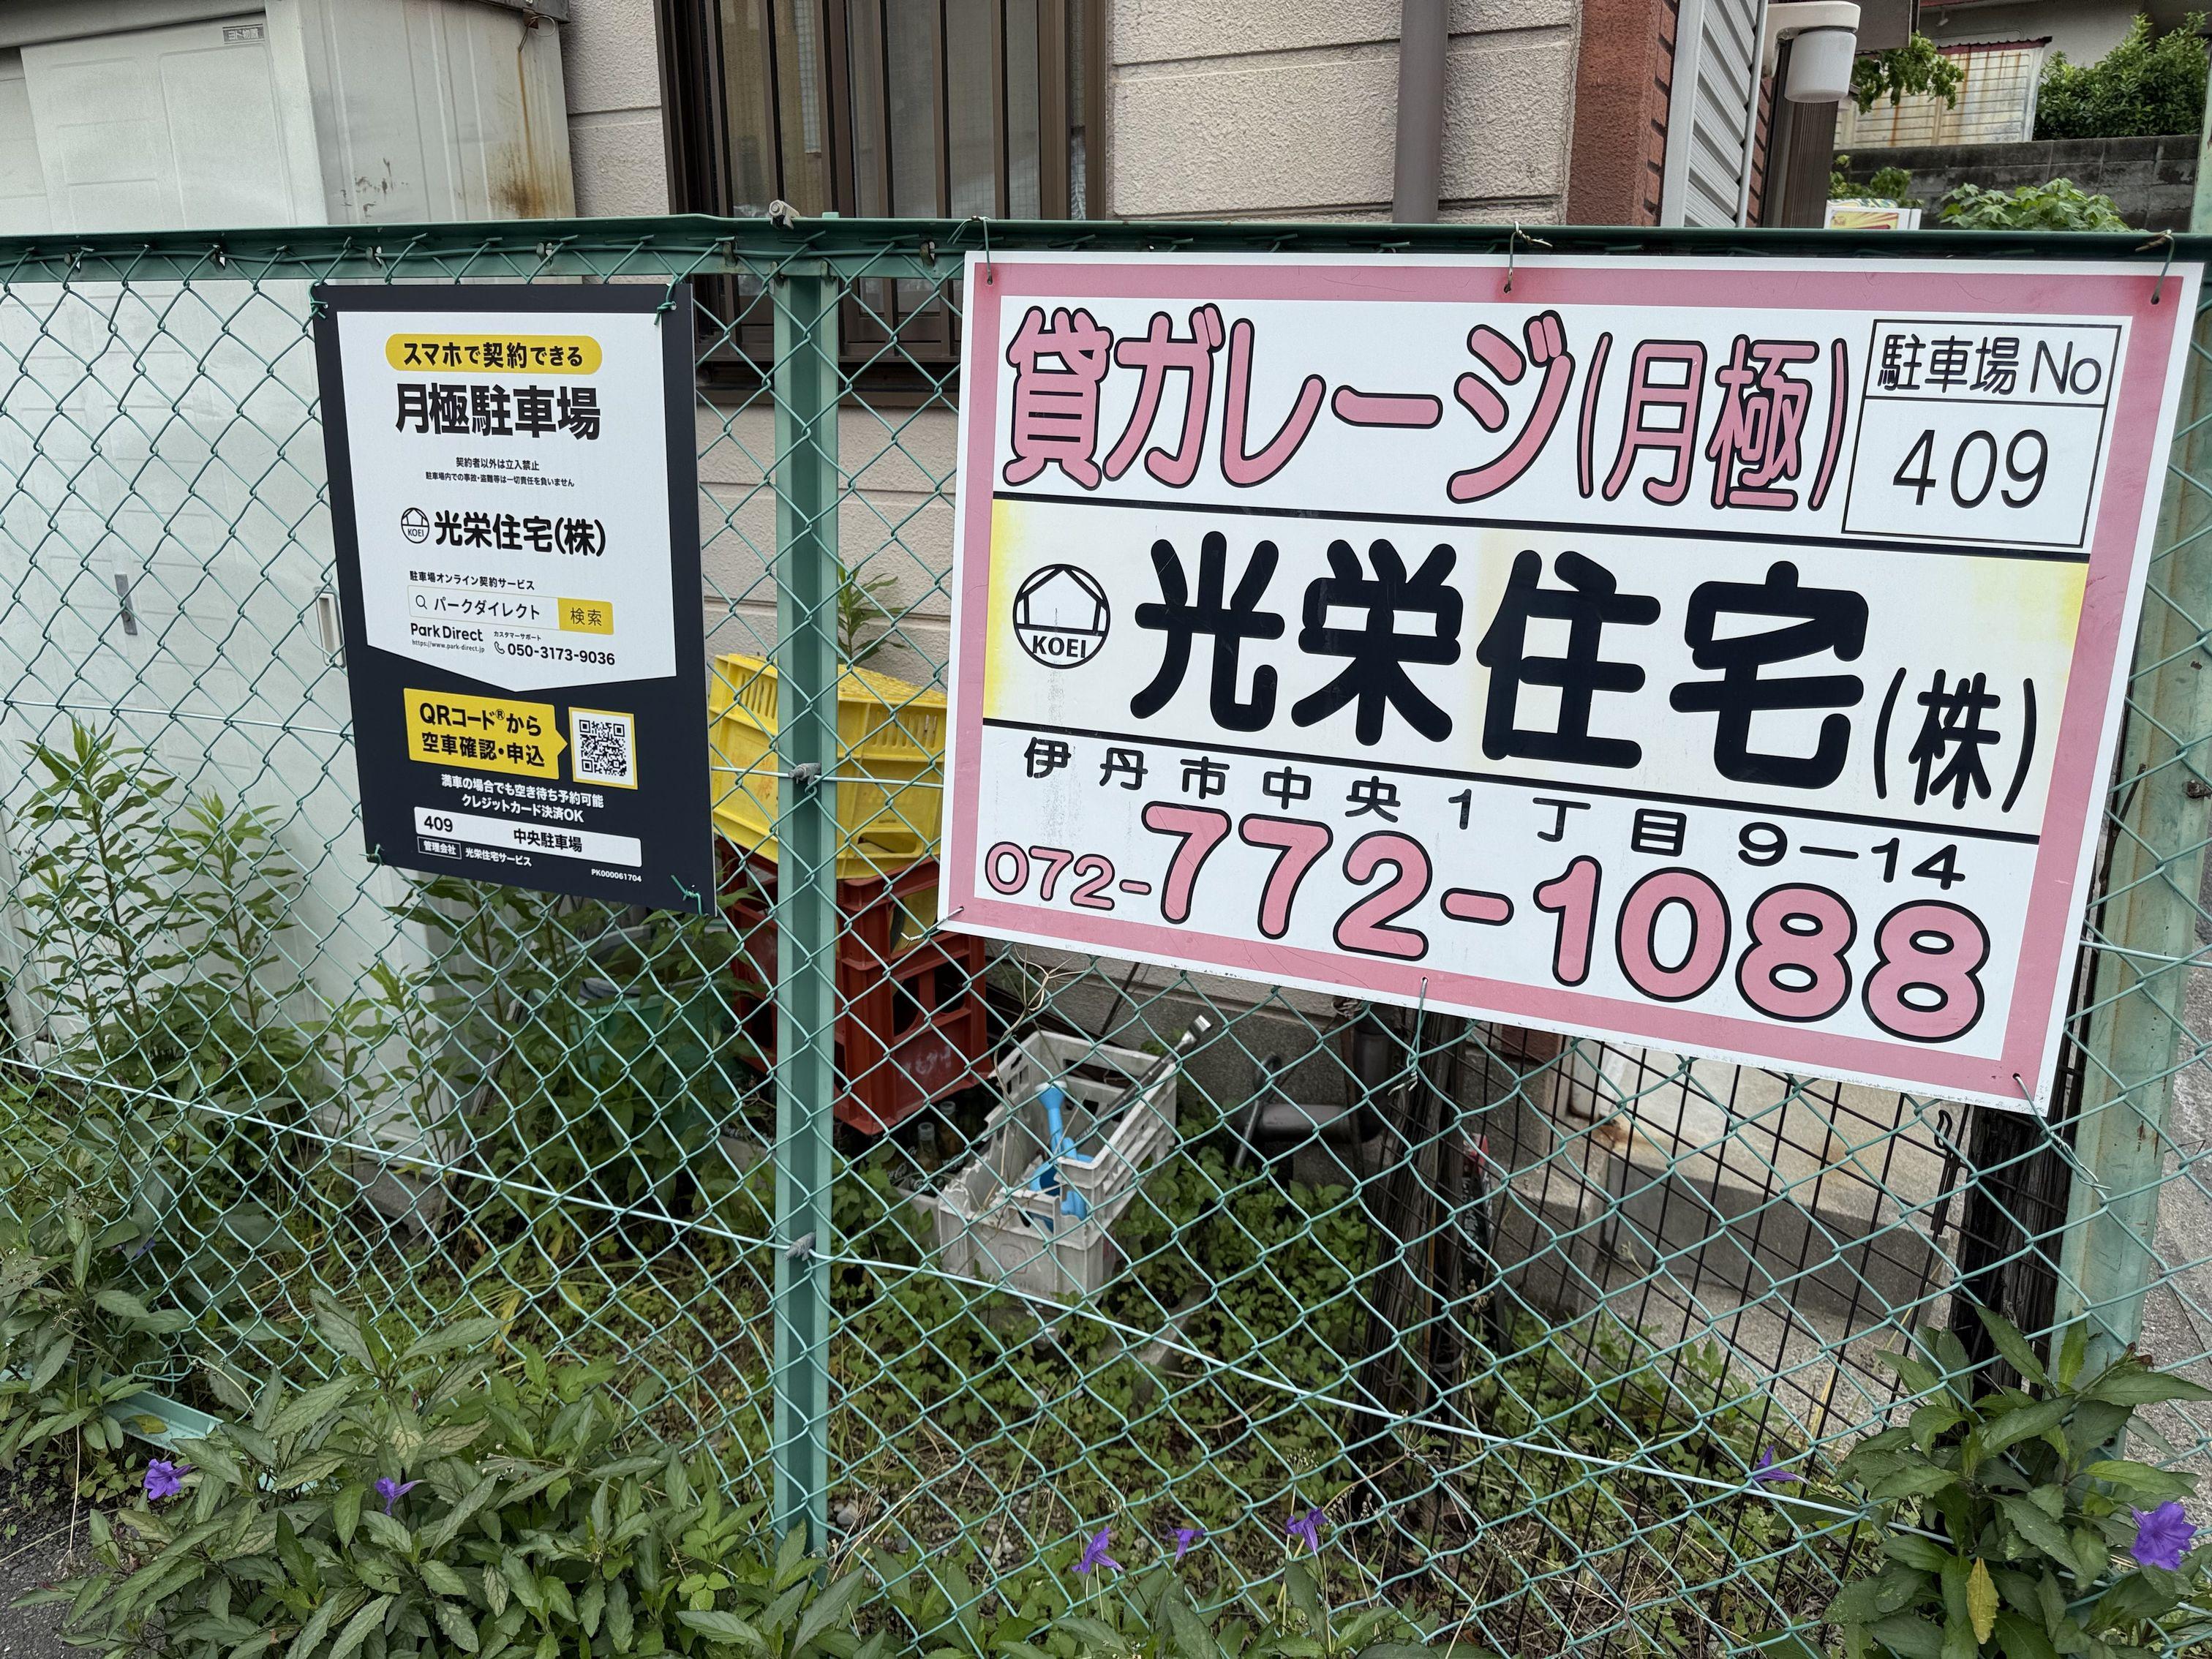 スマホで契約できる
月極駐車場
契約者以外は立入禁止
駐車場内での事故・盗難等は一切責任を負いません
KOEI 光栄住宅(株)
駐車場オンライン契約サービス
パークダイレクト 検索
Park Direct カスタマーサポート
https://www.park-direct.jp 050-3173-9036
QRコード®から
空車確認・申込
満車の場合でも空き待ち予約可能
クレジットカード決済OK
409 中央駐車場
管理会社 光栄住宅サービス
PK000061704
貸ガレージ(月極)
駐車場 No
409
KOEI 光栄住宅(株)
伊丹市中央1丁目9-14
072-772-1088